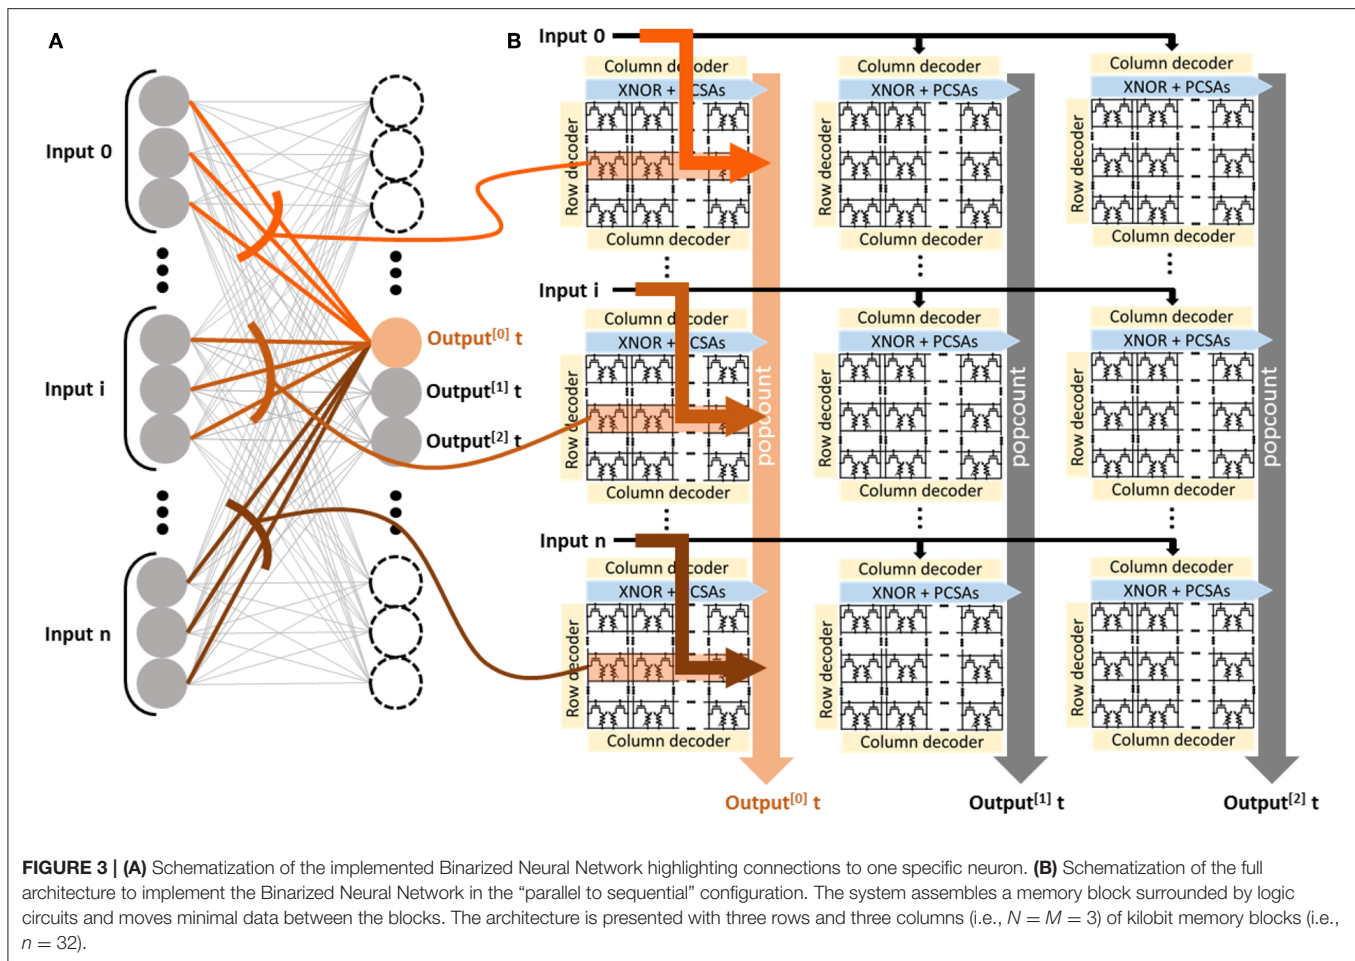 A
Input 0
Input i
Input n
Output[0] t
Output[1] t
Output[2] t
B
Input 0
Column decoder
XNOR + PCSAs
Row decoder
Column decoder
Column decoder
XNOR + PCSAs
Row decoder
Column decoder
Column decoder
XNOR + PCSAs
Row decoder
Column decoder
Input i
Column decoder
XNOR + PCSAs
Row decoder
Column decoder
Column decoder
XNOR + PCSAs
Row decoder
Column decoder
Column decoder
XNOR + PCSAs
Row decoder
Column decoder
popcount
popcount
popcount
Input n
Column decoder
XNOR + PCSAs
Row decoder
Column decoder
Column decoder
XNOR + PCSAs
Row decoder
Column decoder
Column decoder
XNOR + PCSAs
Row decoder
Column decoder
Output[0] t
Output[1] t
Output[2] t
FIGURE 3 | (A) Schematization of the implemented Binarized Neural Network highlighting connections to one specific neuron. (B) Schematization of the full
architecture to implement the Binarized Neural Network in the “parallel to sequential” configuration. The system assembles a memory block surrounded by logic
circuits and moves minimal data between the blocks. The architecture is presented with three rows and three columns (i.e., N = M = 3) of kilobit memory blocks (i.e.,
n = 32).